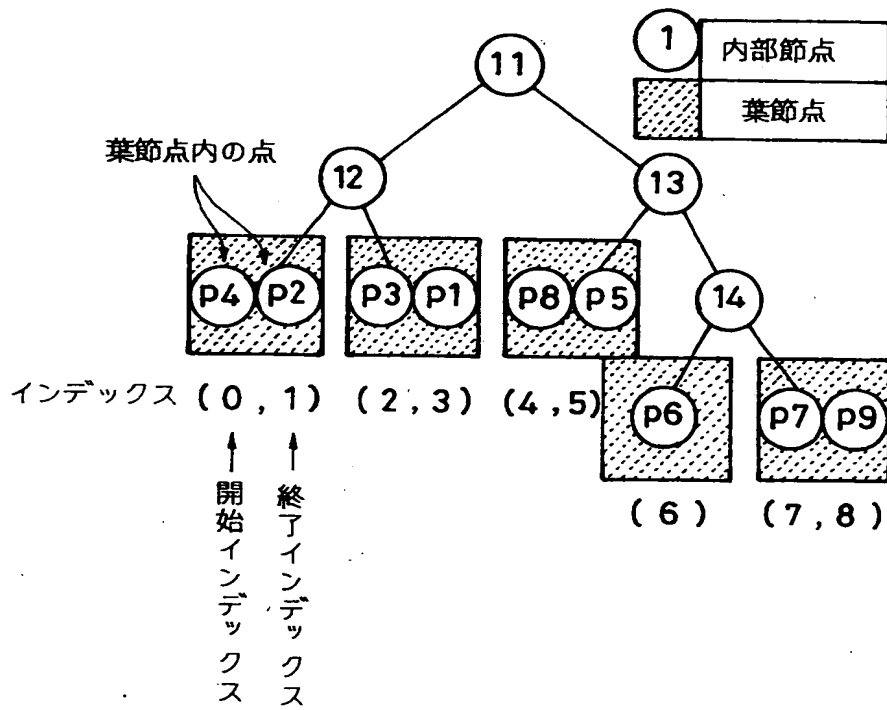 11
1 内部節点
葉節点
葉節点内の点
12
13
p4 p2
p3 p1
p8 p5
14
インデックス (0,1) (2,3) (4,5)
p6
p7 p9
(6) (7,8)
開始インデックス
終了インデックス